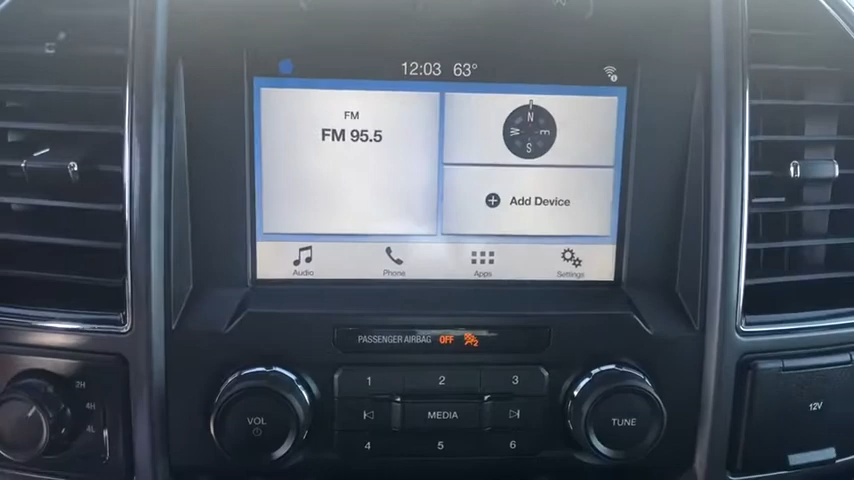 12:03 63°
FM
FM 95.5
N
W E
S
Add Device
Audio Phone Apps Settings
PASSENGER AIRBAG OFF
2H
4H
4L
1 2 3
VOL MEDIA TUNE
4 5 6
12V